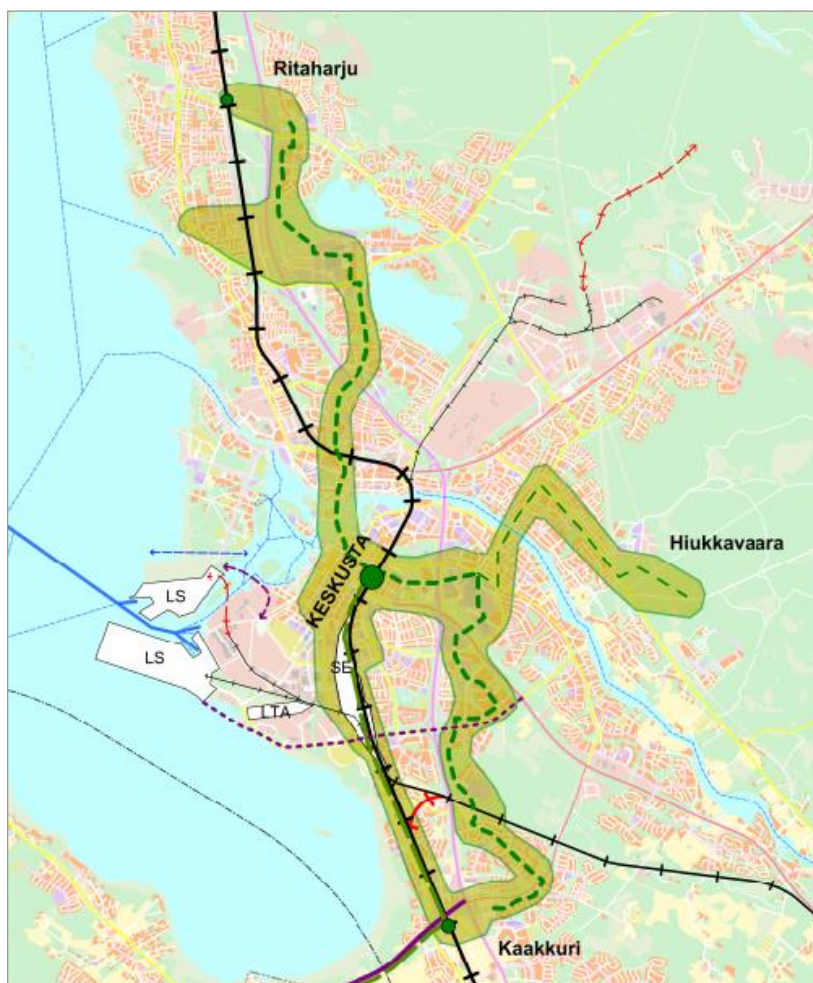 Ritaharju
Hiukkavaara
KESKUSTA
LS
LS
SE
LTA
Kaakkuri